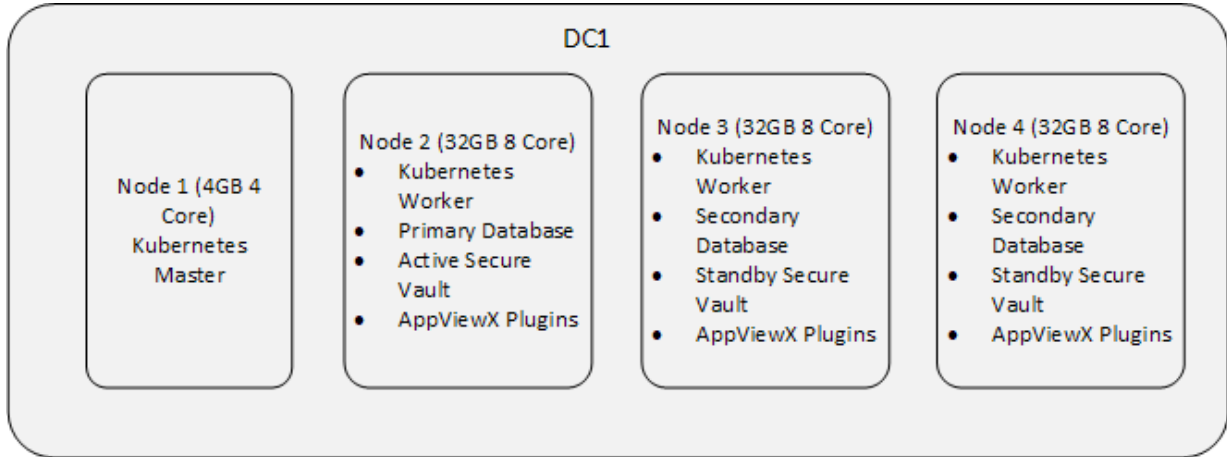 DC1
Node 1 (4GB 4
Core)
Kubernetes
Master
Node 2 (32GB 8 Core)
• Kubernetes
Worker
• Primary Database
• Active Secure
Vault
• AppViewX Plugins
Node 3 (32GB 8 Core)
• Kubernetes
Worker
• Secondary
Database
• Standby Secure
Vault
• AppViewX Plugins
Node 4 (32GB 8 Core)
• Kubernetes
Worker
• Secondary
Database
• Standby Secure
Vault
• AppViewX Plugins